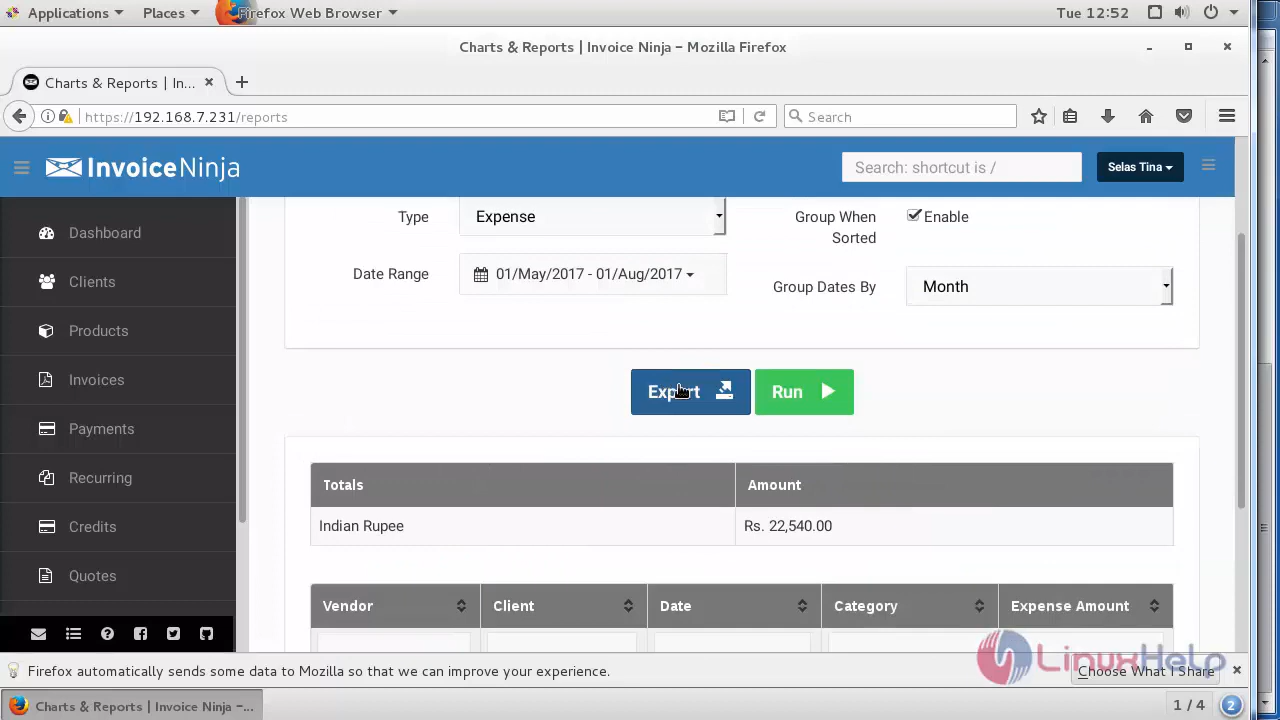 Applications Places Firefox Web Browser Tue 12:52
Charts & Reports | Invoice Ninja – Mozilla Firefox
Charts & Reports | In...
https://192.168.7.231/reports Search
InvoiceNinja Search: shortcut is / Selas Tina
Dashboard
Clients
Products
Invoices
Payments
Recurring
Credits
Quotes
Type Expense Group When Sorted Enable
Date Range 01/May/2017 - 01/Aug/2017 Group Dates By Month
Export Run
Totals Amount
Indian Rupee Rs. 22,540.00
Vendor Client Date Category Expense Amount
LinuxHelp
Firefox automatically sends some data to Mozilla so that we can improve your experience. Choose What I Share
Charts & Reports | Invoice Ninja –... 1 / 4 2